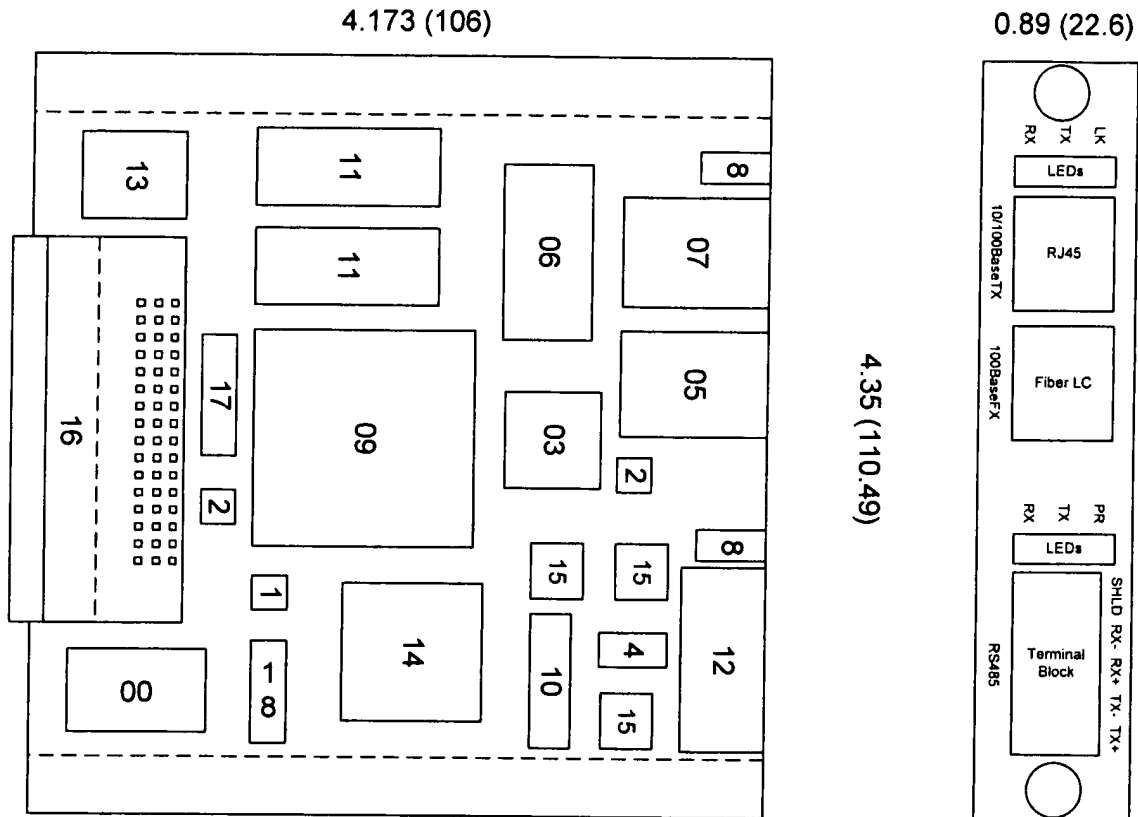 4.173 (106)
0.89 (22.6)
13
11
11
06
8
07
05
17
16
09
03
2
2
8
15
15
1
14
4
12
10
15
00
18
4.35 (110.49)
RX
TX
LK
LEDs
10/100BaseTX
RJ45
100BaseFX
Fiber LC
RX
TX
PR
LEDs
RS485
Terminal
Block
SHLD RX- RX+ TX- TX+